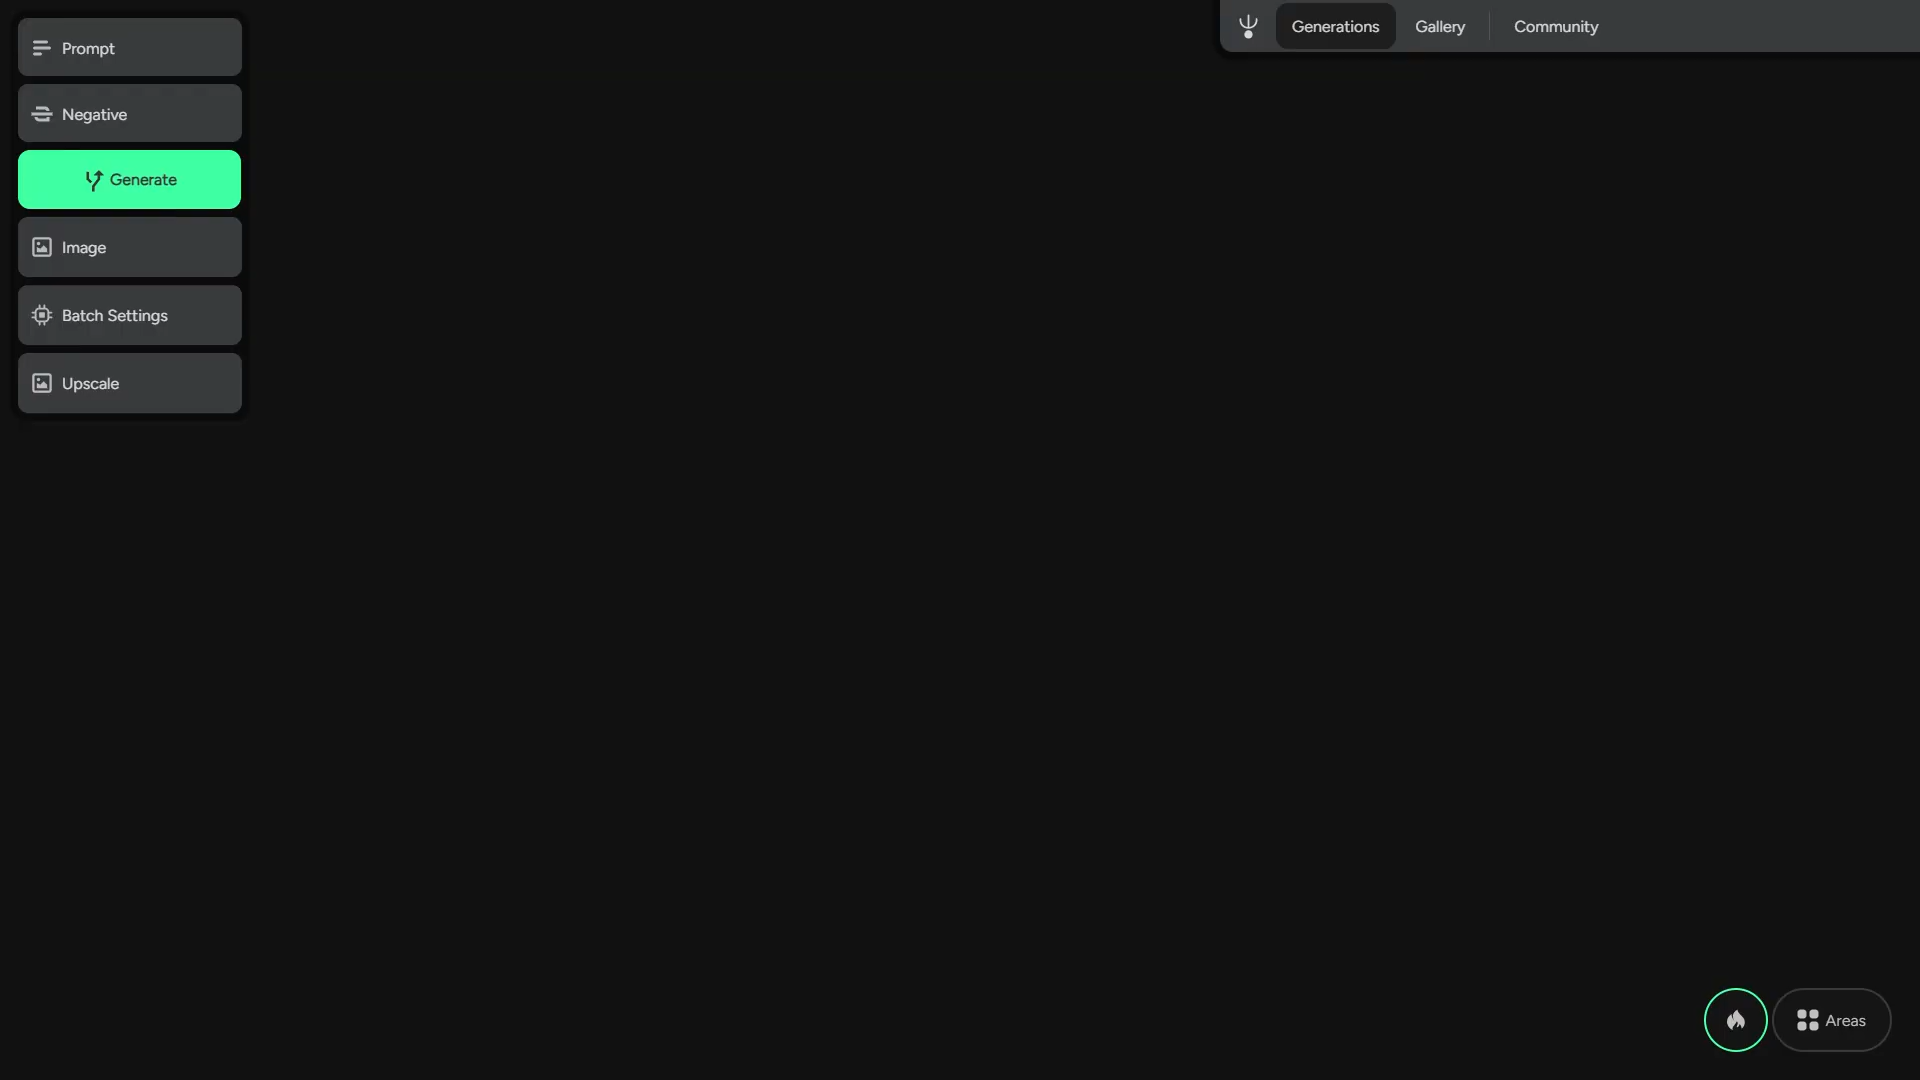 Prompt
Negative
Generate
Image
Batch Settings
Upscale
Generations
Gallery
Community
Areas